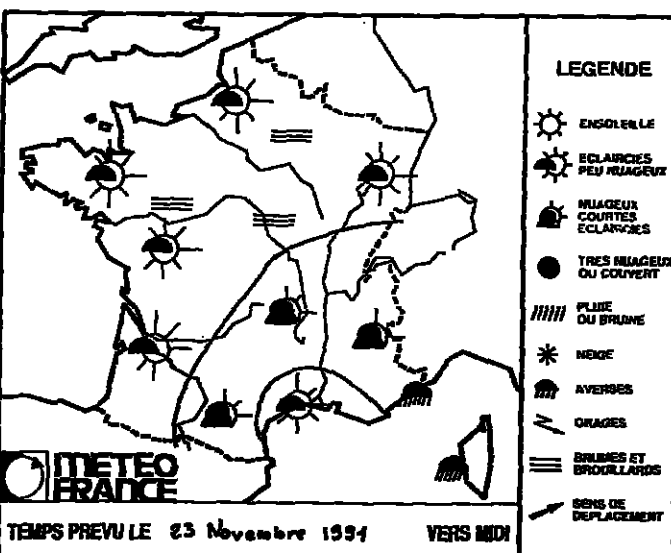 LEGENDE
ENSOLEILLE
ECLAIRCIES
PEU NUAGEUX
NUAGEUX
COURTES
ECLAIRCIES
TRES NUAGEUX
OU COUVERT
PLUIE
OU BRUINE
NEIGE
AVERSES
ORAGES
BRUMES ET
BROUILLARDS
SENS DE
DEPLACEMENT
METEO
FRANCE
TEMPS PREVU LE 23 Novembre 1991 VERS MIDI